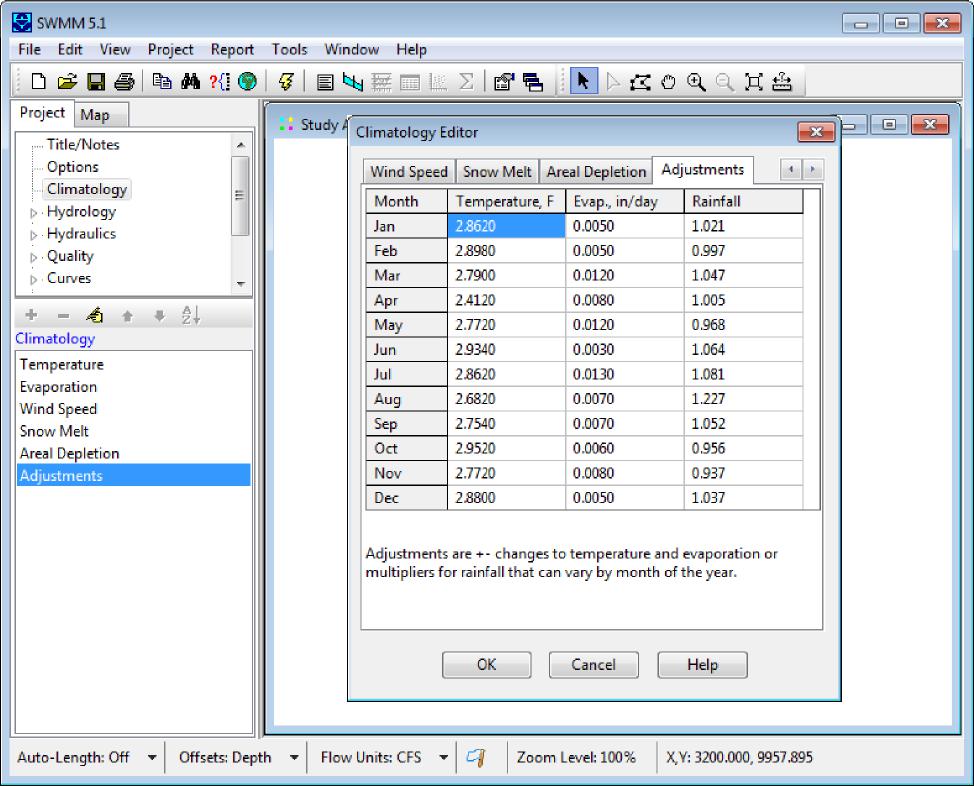 SWMM 5.1
File Edit View Project Report Tools Window Help
Project Map
Title/Notes
Options
Climatology
Hydrology
Hydraulics
Quality
Curves
Climatology
Temperature
Evaporation
Wind Speed
Snow Melt
Areal Depletion
Adjustments
Study A
Climatology Editor
Wind Speed Snow Melt Areal Depletion Adjustments
Month Temperature, F Evap., in/day Rainfall
Jan 2.8620 0.0050 1.021
Feb 2.8980 0.0050 0.997
Mar 2.7900 0.0120 1.047
Apr 2.4120 0.0080 1.005
May 2.7720 0.0120 0.968
Jun 2.9340 0.0030 1.064
Jul 2.8620 0.0130 1.081
Aug 2.6820 0.0070 1.227
Sep 2.7540 0.0070 1.052
Oct 2.9520 0.0060 0.956
Nov 2.7720 0.0080 0.937
Dec 2.8800 0.0050 1.037
Adjustments are +- changes to temperature and evaporation or
multipliers for rainfall that can vary by month of the year.
OK Cancel Help
Auto-Length: Off Offsets: Depth Flow Units: CFS Zoom Level: 100% X,Y: 3200.000, 9957.895